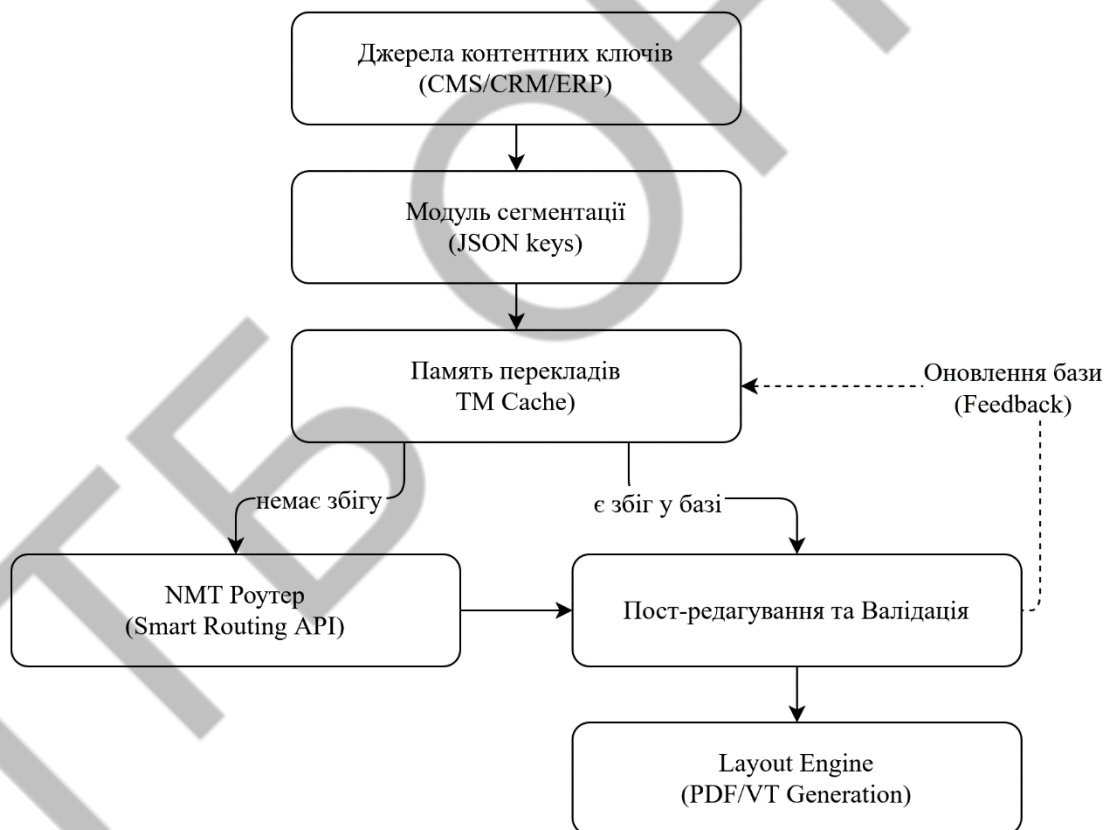 Джерела контентних ключів
(CMS/CRM/ERP)
Модуль сегментації
(JSON keys)
Память перекладів
TM Cache)
Оновлення бази
(Feedback)
немає збігу
є збіг у базі
NMT Роутер
(Smart Routing API)
Пост-редагування та Валідація
Layout Engine
(PDF/VT Generation)